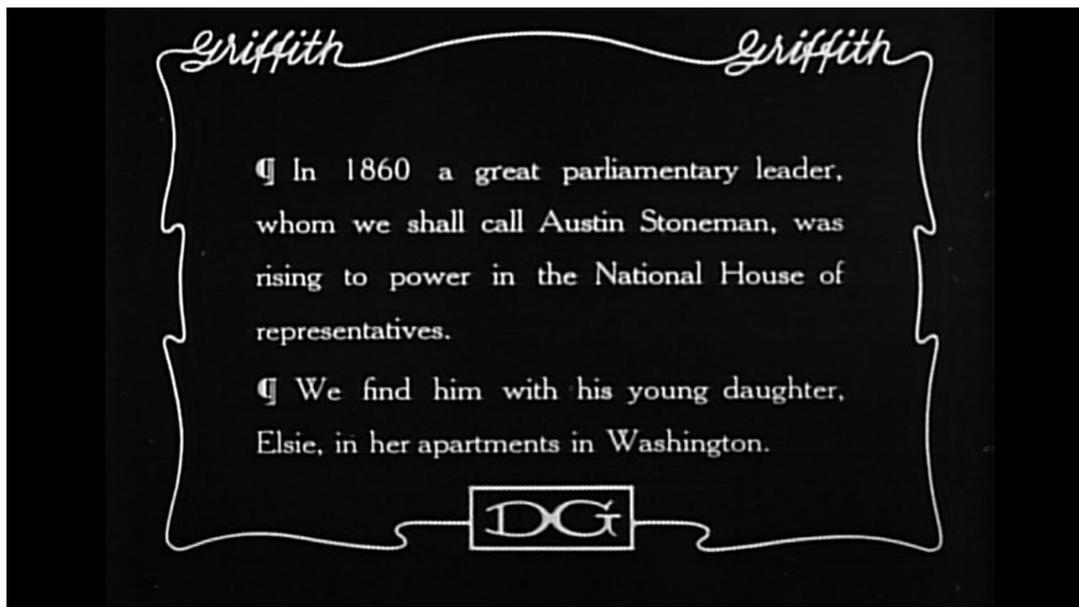 Griffith Griffith
¶ In 1860 a great parliamentary leader,
whom we shall call Austin Stoneman, was
rising to power in the National House of
representatives.
¶ We find him with his young daughter,
Elsie, in her apartments in Washington.
DG